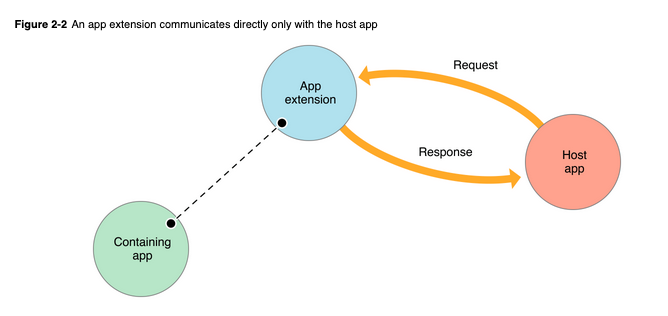 Figure 2-2 An app extension communicates directly only with the host app
Request
App
extension
Response
Host
app
Containing
app